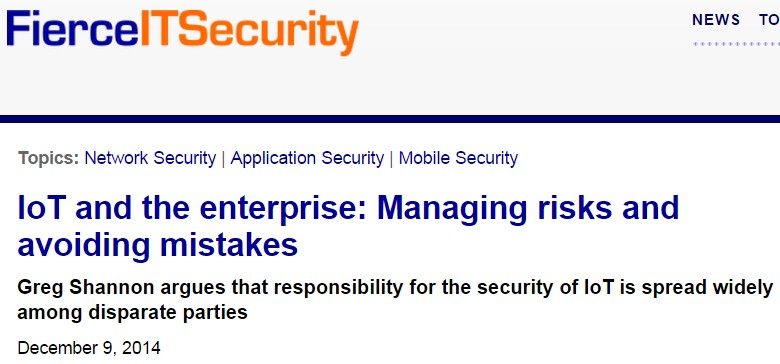 FierceITSecurity
NEWS TO
Topics: Network Security | Application Security | Mobile Security
IoT and the enterprise: Managing risks and
avoiding mistakes
Greg Shannon argues that responsibility for the security of IoT is spread widely
among disparate parties
December 9, 2014